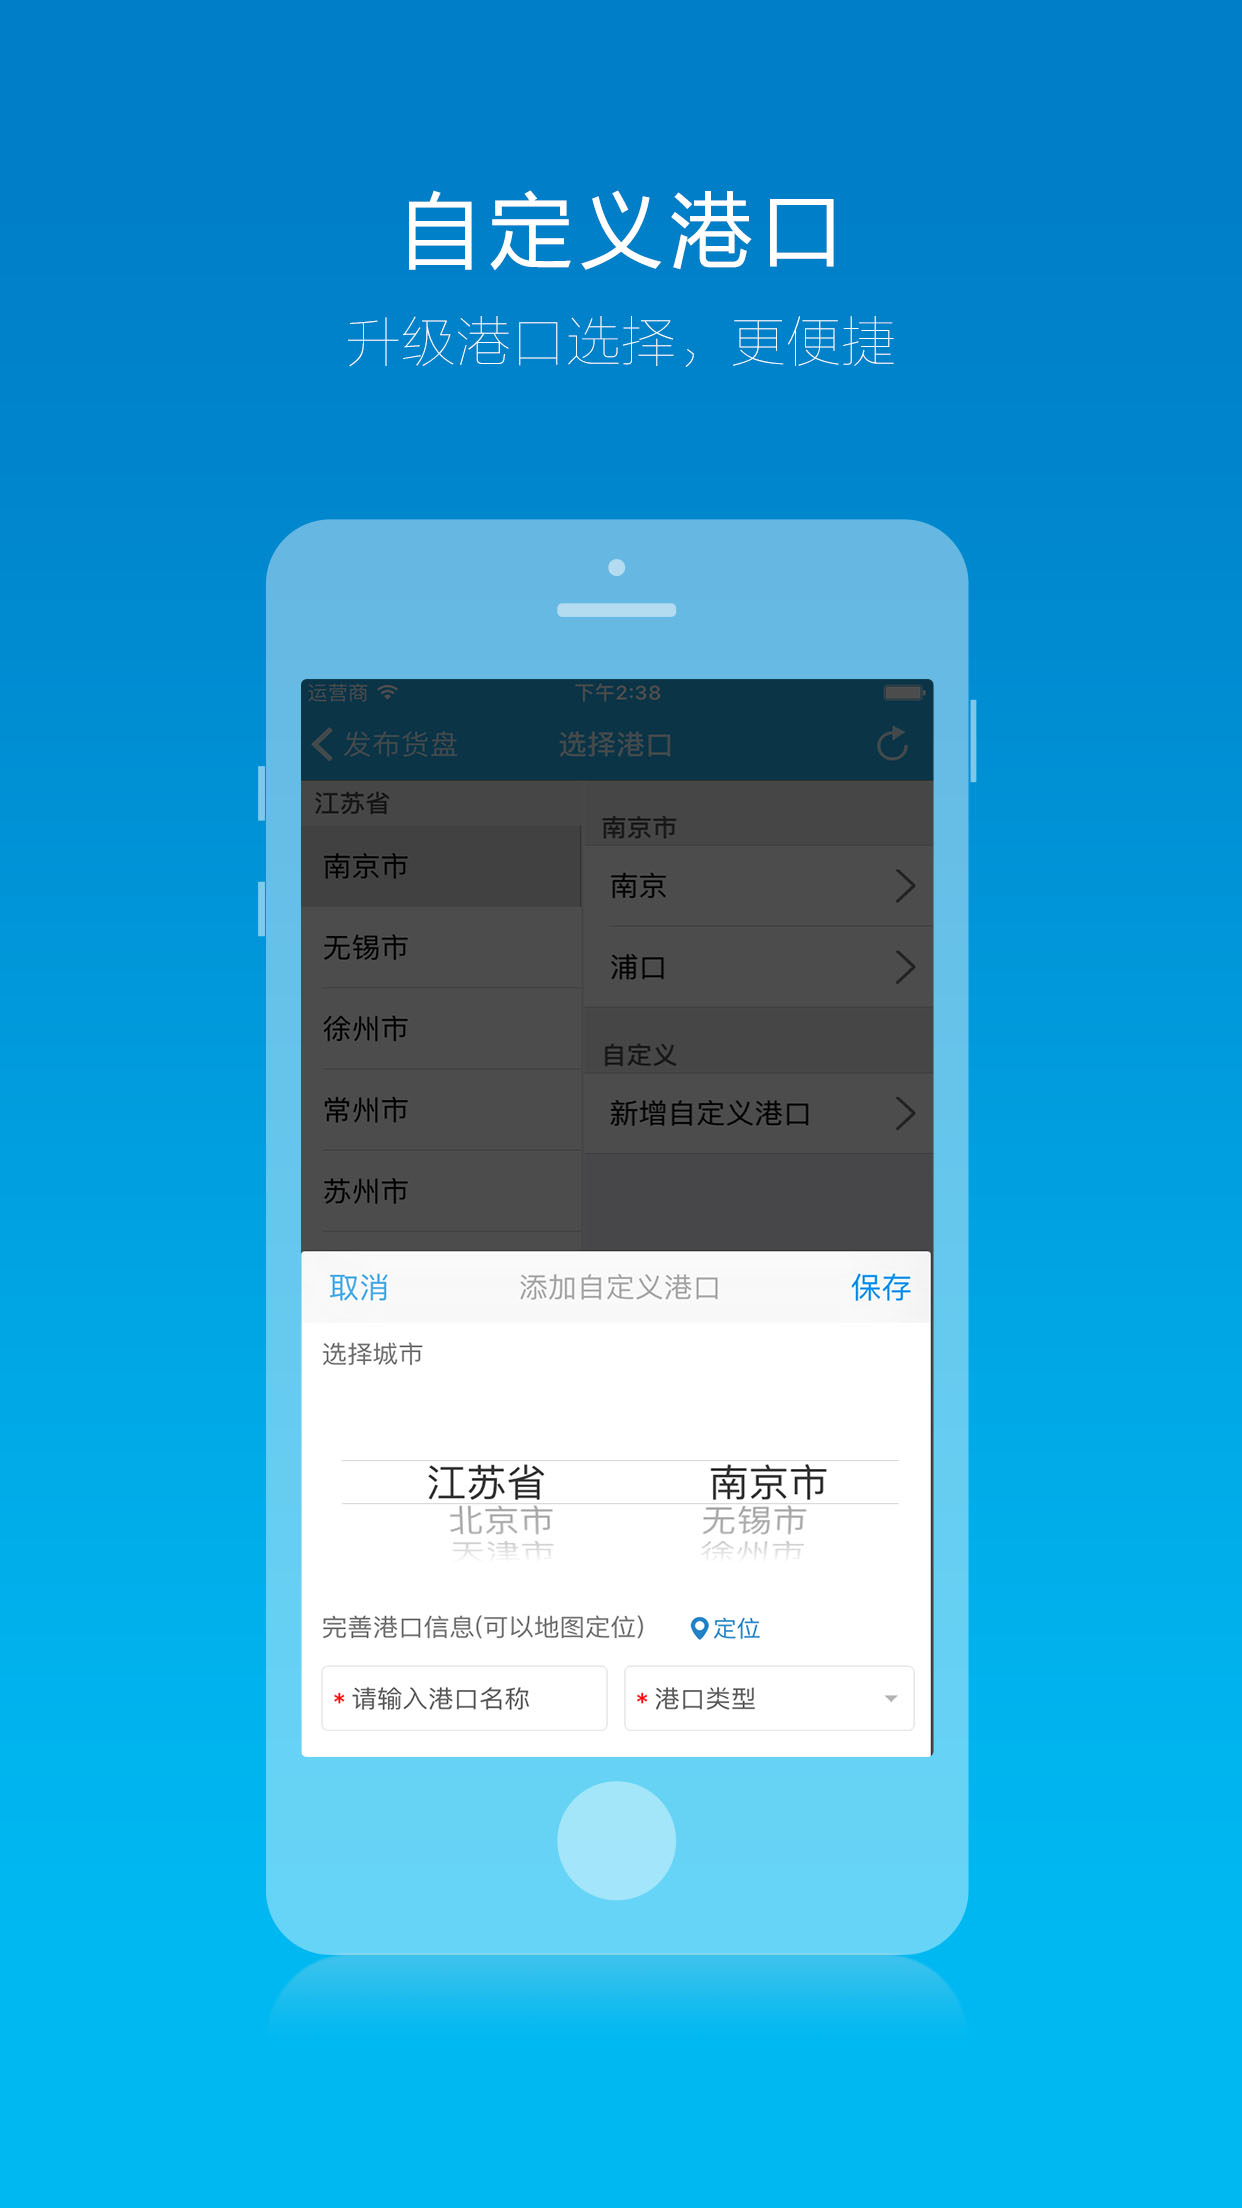 自定义港口
升级港口选择，更便捷
运营商 下午2:38
发布货盘 选择港口
江苏省
南京市
无锡市
徐州市
常州市
苏州市
南京市
南京
浦口
自定义
新增自定义港口
取消 添加自定义港口 保存
选择城市
江苏省 南京市
北京市 无锡市
天津市 徐州市
完善港口信息(可以地图定位) 定位
* 请输入港口名称 * 港口类型